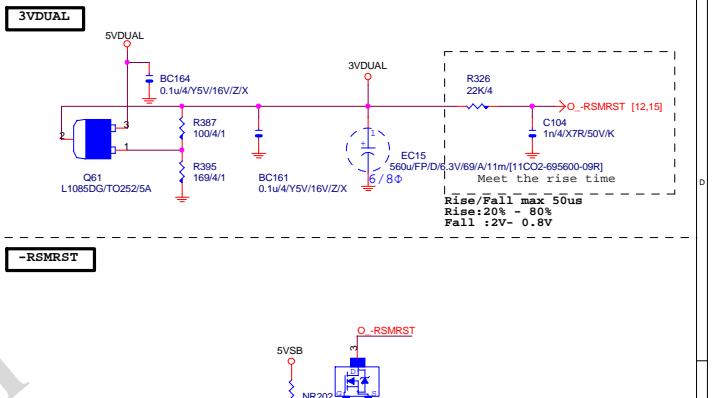 3VDUAL
5VDUAL
BC164
0.1u/4/Y5V/16V/Z/X
3VDUAL
R326
22K/4
O_-RSMRST [12,15]
C104
1n/4/X7R/50V/K
R387
100/4/1
3
2
1
1
+
R395
169/4/1
Q61
L1085DG/TO252/5A
BC161
0.1u/4/Y5V/16V/Z/X
EC15
560u/FP/D/6.3V/69/A/11m/[11CO2-695600-09R]
6/8Φ
Meet the rise time
Rise/Fall max 50us
Rise:20% - 80%
Fall :2V- 0.8V
D
-RSMRST
O_-RSMRST
5VSB
3
D
NR202
G
S